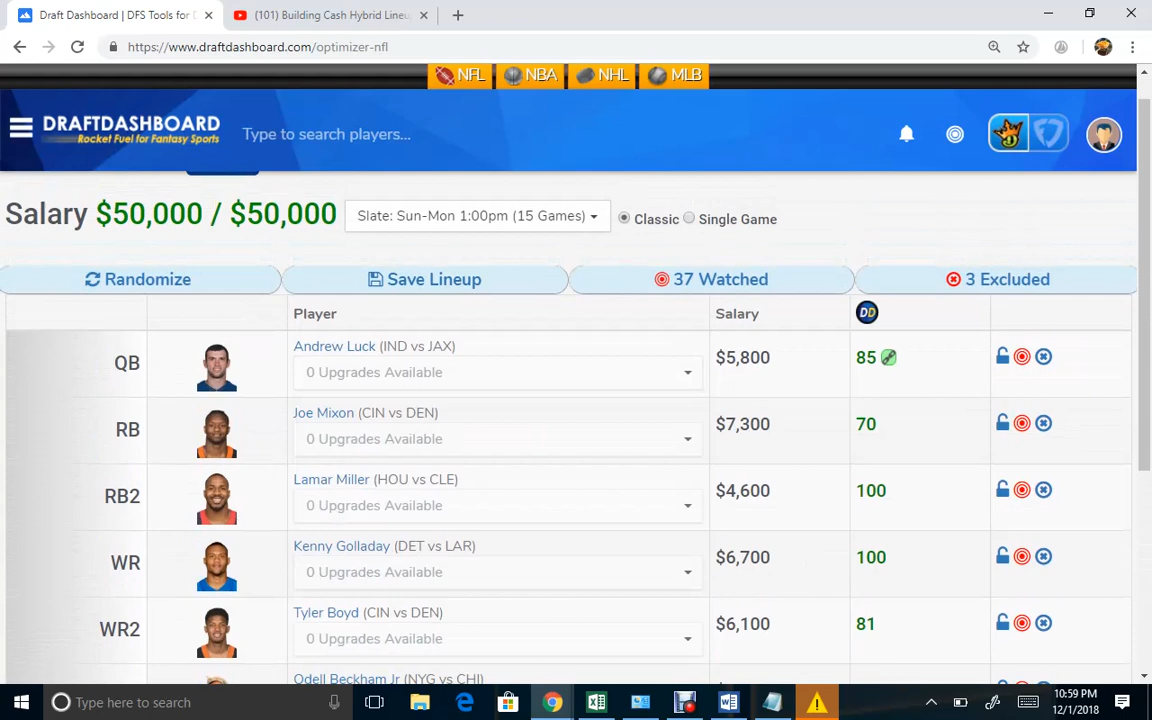 Draft Dashboard | DFS Tools for D
(101) Building Cash Hybrid Lineu
https://www.draftdashboard.com/optimizer-nfl
NFL NBA NHL MLB
DRAFTDASHBOARD
Rocket Fuel for Fantasy Sports
Type to search players...
Salary $50,000 / $50,000
Slate: Sun-Mon 1:00pm (15 Games)
Classic Single Game
Randomize Save Lineup 37 Watched 3 Excluded
Player Salary DD
QB Andrew Luck (IND vs JAX) $5,800 85
0 Upgrades Available
RB Joe Mixon (CIN vs DEN) $7,300 70
0 Upgrades Available
RB2 Lamar Miller (HOU vs CLE) $4,600 100
0 Upgrades Available
WR Kenny Golladay (DET vs LAR) $6,700 100
0 Upgrades Available
WR2 Tyler Boyd (CIN vs DEN) $6,100 81
0 Upgrades Available
Odell Beckham Jr (NYG vs CHI)
Type here to search
10:59 PM
12/1/2018